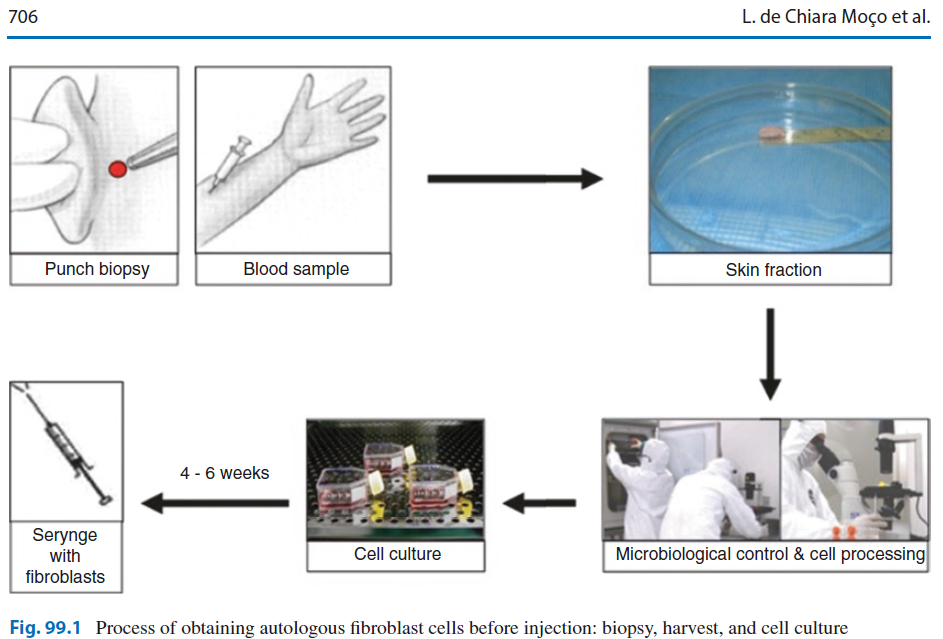 706
L. de Chiara Moço et al.
Punch biopsy
Blood sample
Skin fraction
4 - 6 weeks
Serynge
with
fibroblasts
Cell culture
Microbiological control & cell processing
Fig. 99.1 Process of obtaining autologous fibroblast cells before injection: biopsy, harvest, and cell culture